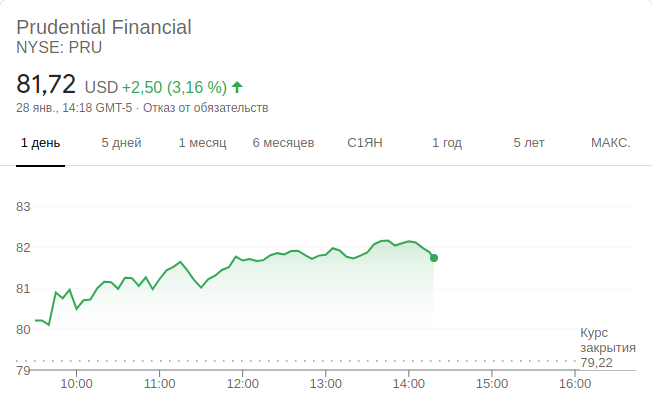 Prudential Financial
NYSE: PRU
81,72 USD +2,50 (3,16 %)
28 янв., 14:18 GMT-5 · Отказ от обязательств
1 день 5 дней 1 месяц 6 месяцев С1ЯН 1 год 5 лет МАКС.
83
82
81
80
79
Курс
закрытия
79,22
10:00 11:00 12:00 13:00 14:00 15:00 16:00